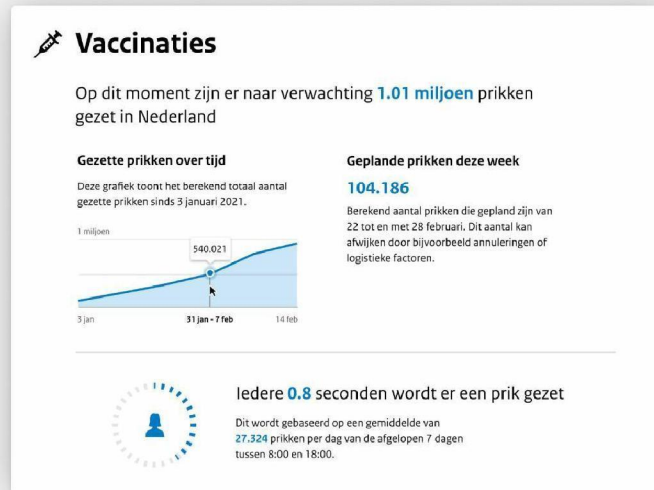 Vaccinaties
Op dit moment zijn er naar verwachting 1.01 miljoen prikken
gezet in Nederland
Gezette prikken over tijd
Deze grafiek toont het berekend totaal aantal
gezette prikken sinds 3 januari 2021.
1 miljoen
540.021
3 jan
31 jan - 7 feb
14 feb
Geplande prikken deze week
104.186
Berekend aantal prikken die gepland zijn van
22 tot en met 28 februari. Dit aantal kan
afwijken door bijvoorbeeld annuleringen of
logistieke factoren.
Iedere 0.8 seconden wordt er een prik gezet
Dit wordt gebaseerd op een gemiddelde van
27.324 prikken per dag van de afgelopen 7 dagen
tussen 8:00 en 18:00.